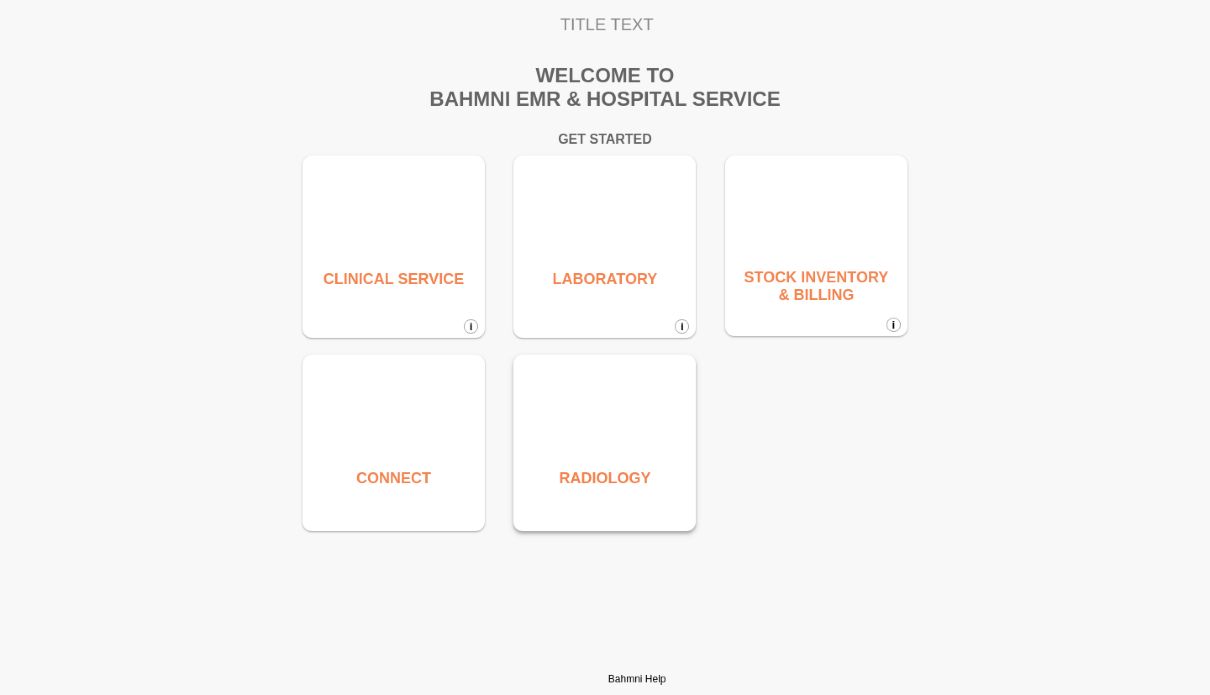 TITLE TEXT
WELCOME TO
BAHMNI EMR & HOSPITAL SERVICE
GET STARTED
CLINICAL SERVICE
i
LABORATORY
i
STOCK INVENTORY
& BILLING
i
CONNECT
RADIOLOGY
Bahmni Help